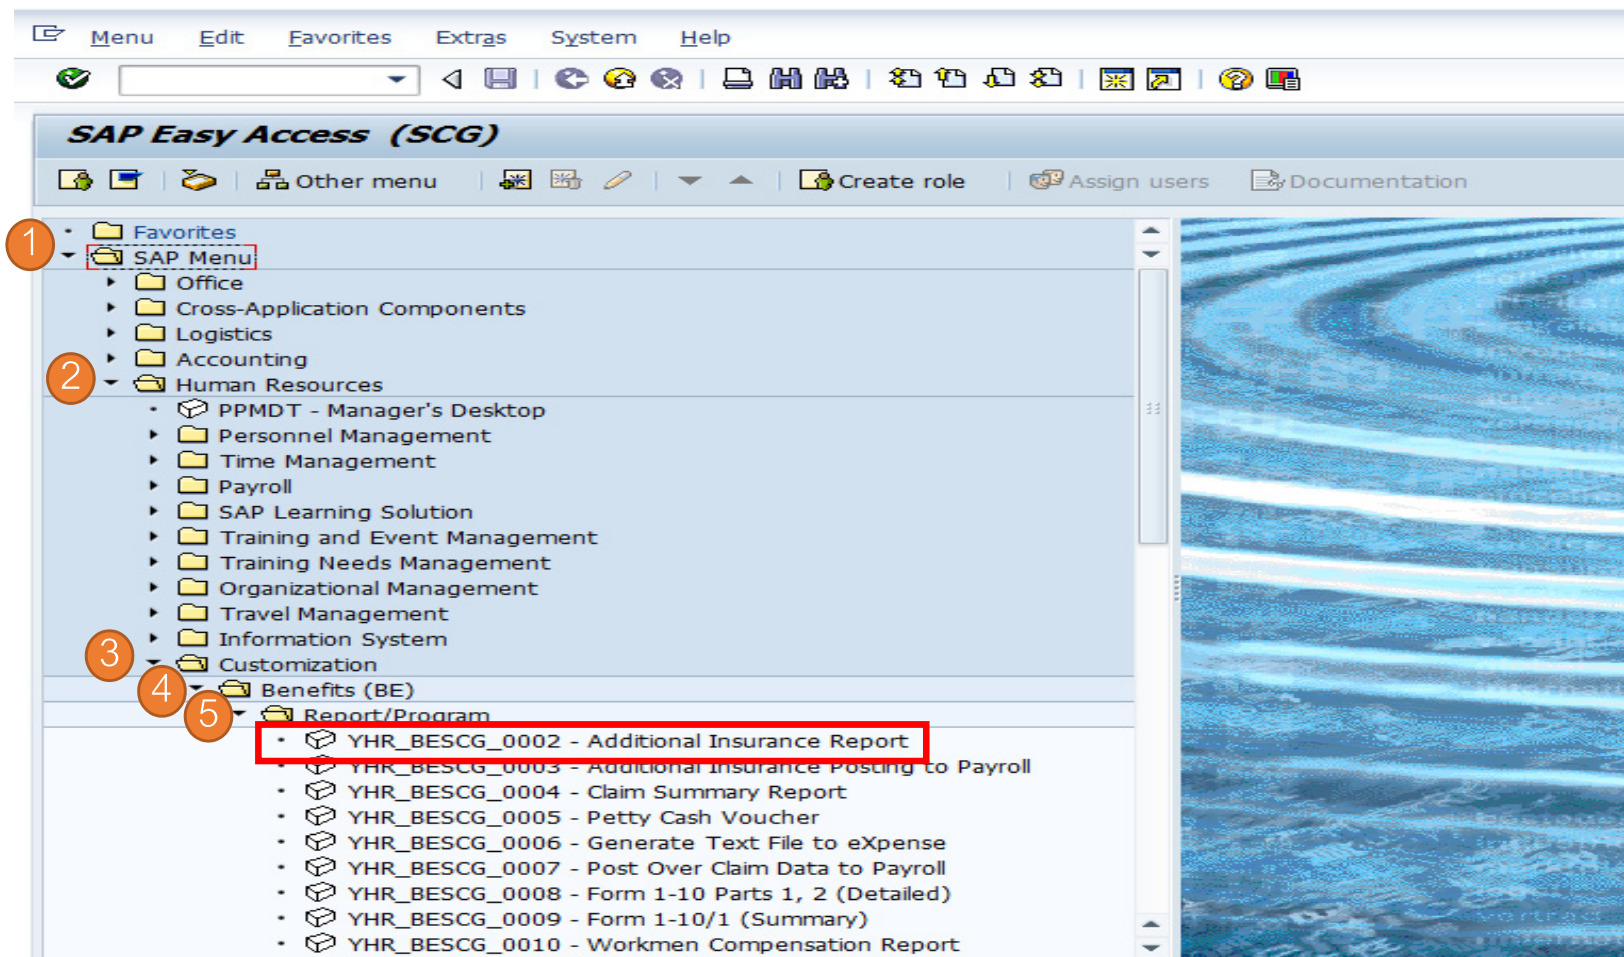 Menu Edit Favorites Extras System Help
SAP Easy Access (SCG)
Other menu Create role Assign users Documentation
Favorites
1
SAP Menu
Office
Cross-Application Components
Logistics
Accounting
2 Human Resources
PPMDT - Manager's Desktop
Personnel Management
Time Management
Payroll
SAP Learning Solution
Training and Event Management
Training Needs Management
Organizational Management
Travel Management
Information System
3 Customization
4 Benefits (BE)
5 Report/Program
YHR_BESCG_0002 - Additional Insurance Report
YHR_BESCG_0003 - Additional Insurance Posting to Payroll
YHR_BESCG_0004 - Claim Summary Report
YHR_BESCG_0005 - Petty Cash Voucher
YHR_BESCG_0006 - Generate Text File to eXpense
YHR_BESCG_0007 - Post Over Claim Data to Payroll
YHR_BESCG_0008 - Form 1-10 Parts 1, 2 (Detailed)
YHR_BESCG_0009 - Form 1-10/1 (Summary)
YHR_BESCG_0010 - Workmen Compensation Report